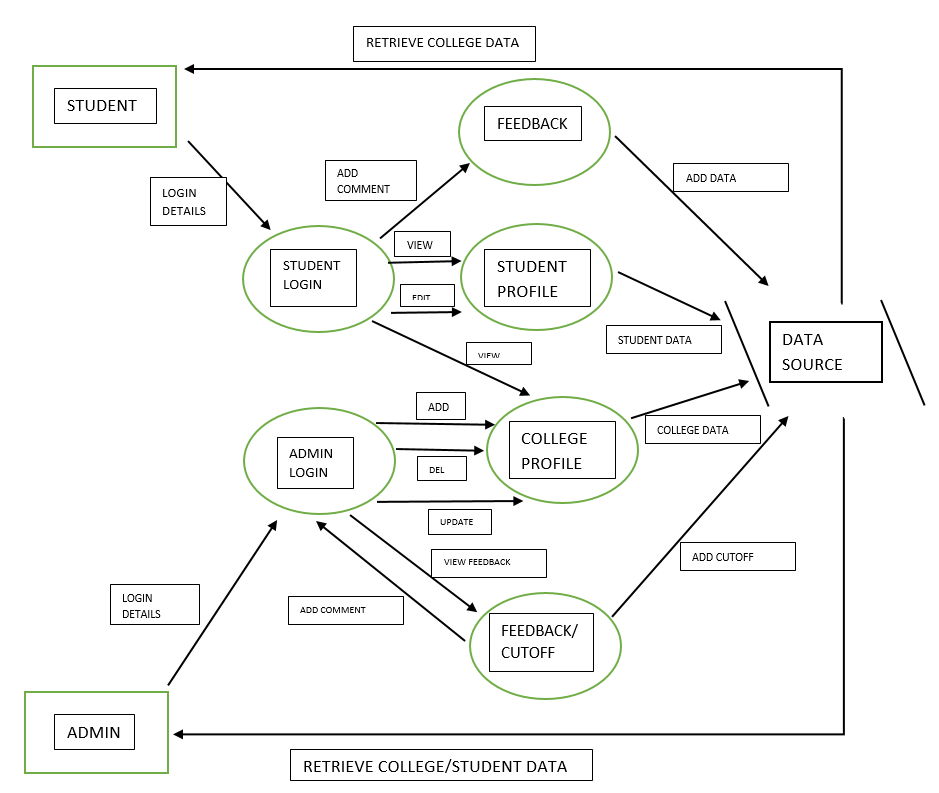 RETRIEVE COLLEGE DATA
STUDENT
FEEDBACK
ADD
COMMENT
ADD DATA
LOGIN
DETAILS
VIEW
STUDENT
LOGIN
STUDENT
PROFILE
EDIT
DATA
SOURCE
STUDENT DATA
VIEW
ADD
COLLEGE DATA
ADMIN
LOGIN
COLLEGE
PROFILE
DEL
UPDATE
VIEW FEEDBACK
ADD CUTOFF
LOGIN
DETAILS
ADD COMMENT
FEEDBACK/
CUTOFF
ADMIN
RETRIEVE COLLEGE/STUDENT DATA